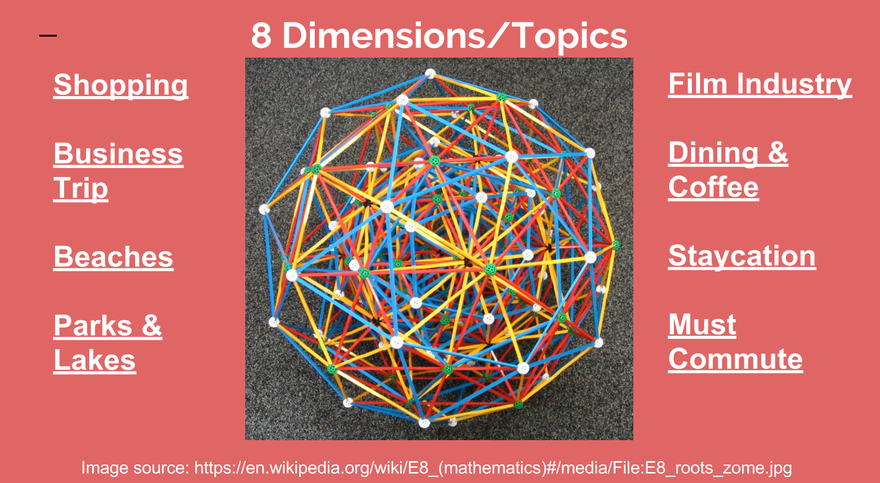 8 Dimensions/Topics
Shopping
Business
Trip
Beaches
Parks &
Lakes
Film Industry
Dining &
Coffee
Staycation
Must
Commute
Image source: https://en.wikipedia.org/wiki/E8_(mathematics)#/media/File:E8_roots_zome.jpg